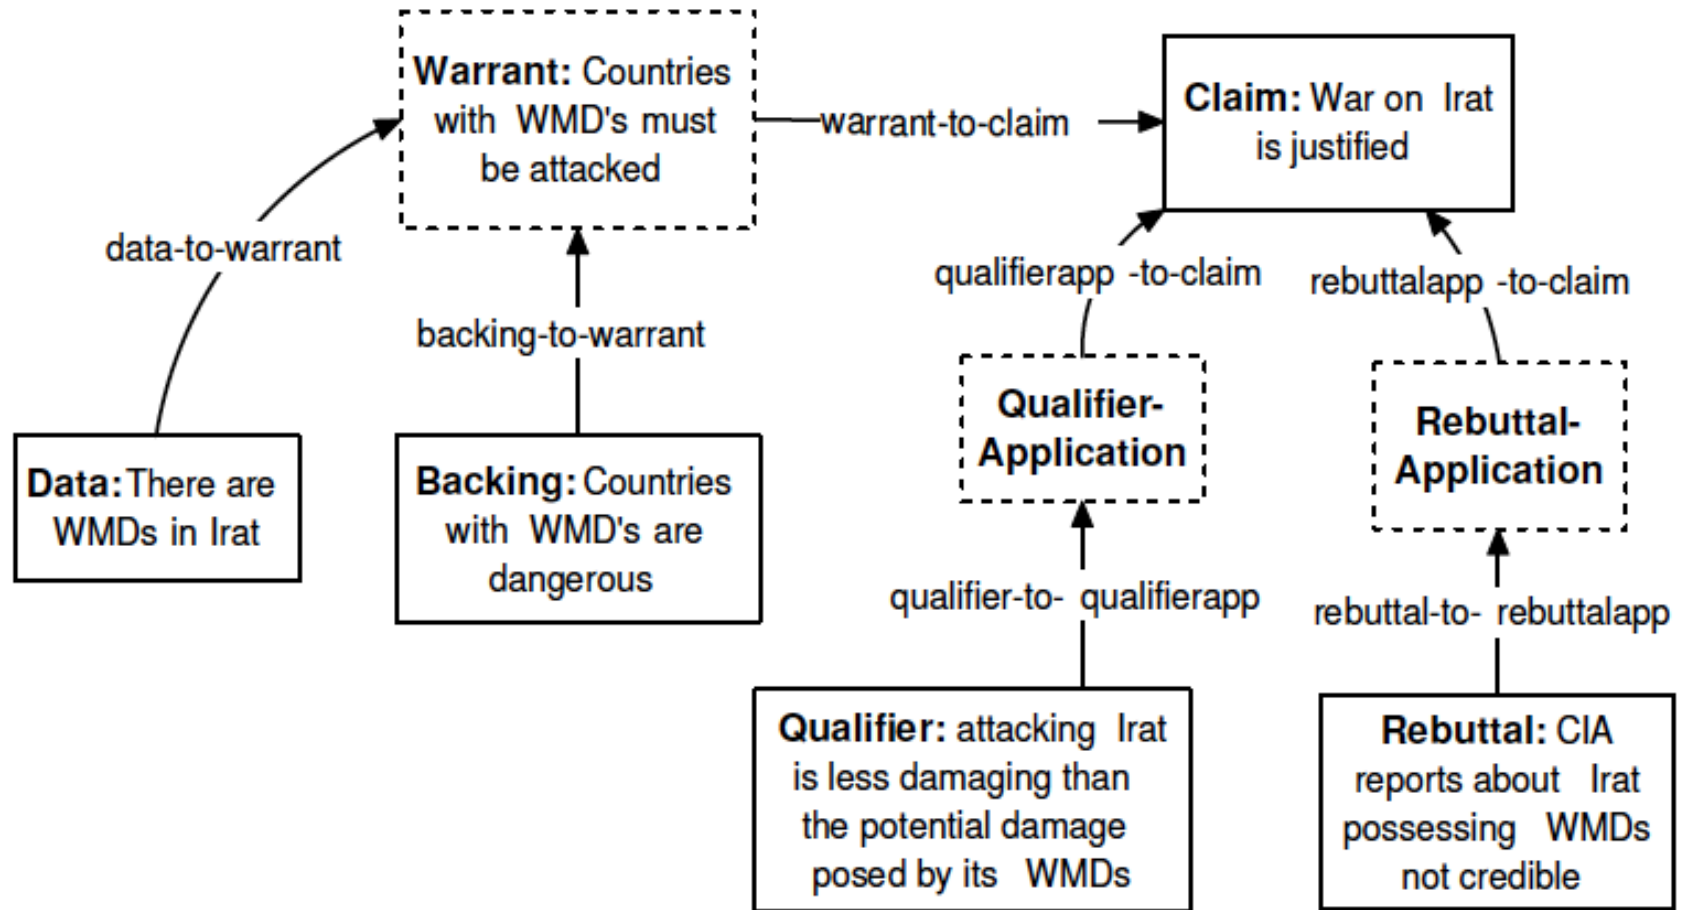 Warrant: Countries
with WMD's must
be attacked
warrant-to-claim
Claim: War on Irat
is justified
data-to-warrant
backing-to-warrant
qualifierapp -to-claim
rebuttalapp -to-claim
Data: There are
WMDs in Irat
Backing: Countries
with WMD's are
dangerous
Qualifier-
Application
Rebuttal-
Application
qualifier-to- qualifierapp
rebuttal-to- rebuttalapp
Qualifier: attacking Irat
is less damaging than
the potential damage
posed by its WMDs
Rebuttal: CIA
reports about Irat
possessing WMDs
not credible